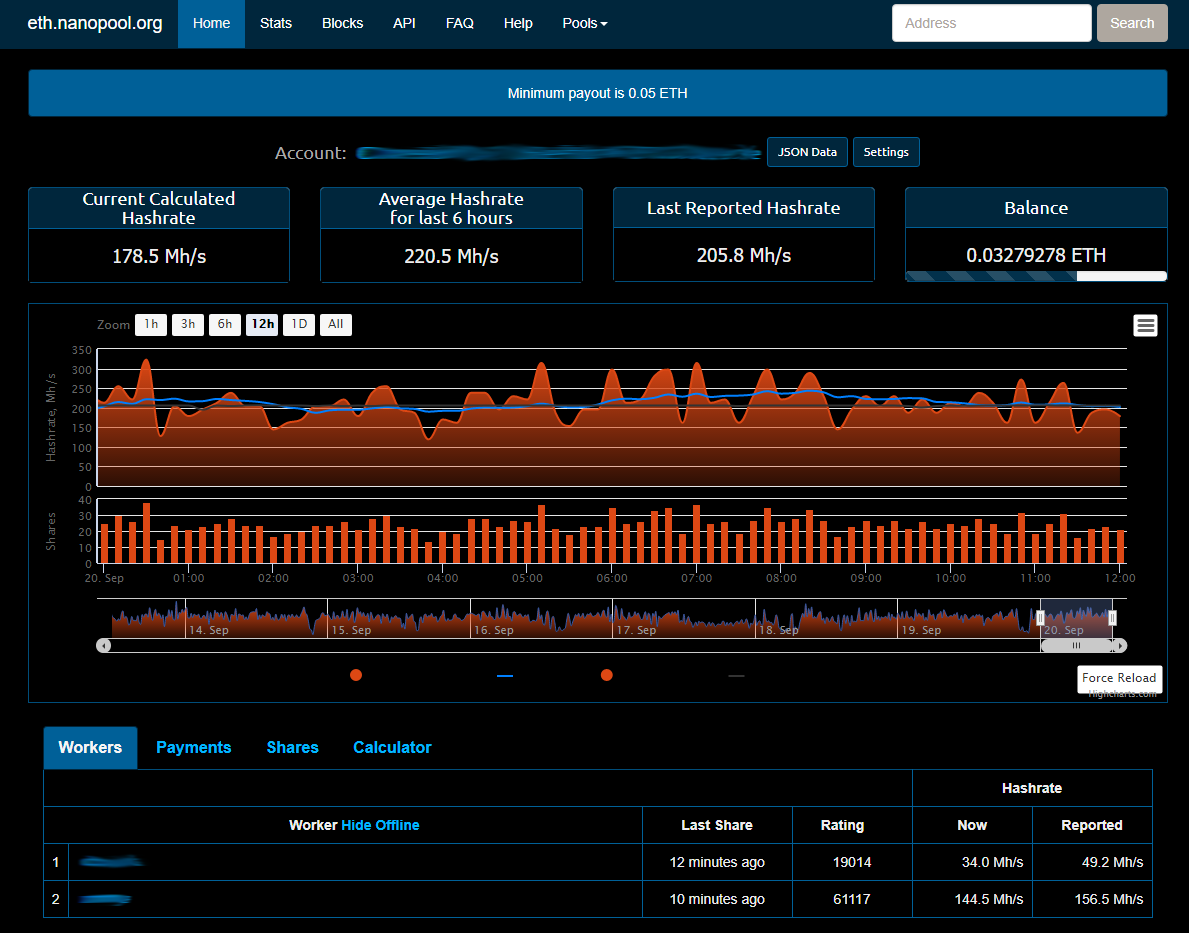 eth.nanopool.org Home Stats Blocks API FAQ Help Pools Address Search
Minimum payout is 0.05 ETH
Account: JSON Data Settings
Current Calculated
Hashrate
178.5 Mh/s
Average Hashrate
for last 6 hours
220.5 Mh/s
Last Reported Hashrate
205.8 Mh/s
Balance
0.03279278 ETH
Zoom 1h 3h 6h 12h 1D All
Hashrate, Mh/s
350
300
250
200
150
100
50
0
Shares
40
30
20
10
0
20. Sep 01:00 02:00 03:00 04:00 05:00 06:00 07:00 08:00 09:00 10:00 11:00 12:00
14. Sep 15. Sep 16. Sep 17. Sep 18. Sep 19. Sep 20. Sep
Force Reload
Highcharts.com
Workers Payments Shares Calculator
Hashrate
Worker Hide Offline Last Share Rating Now Reported
1 12 minutes ago 19014 34.0 Mh/s 49.2 Mh/s
2 10 minutes ago 61117 144.5 Mh/s 156.5 Mh/s